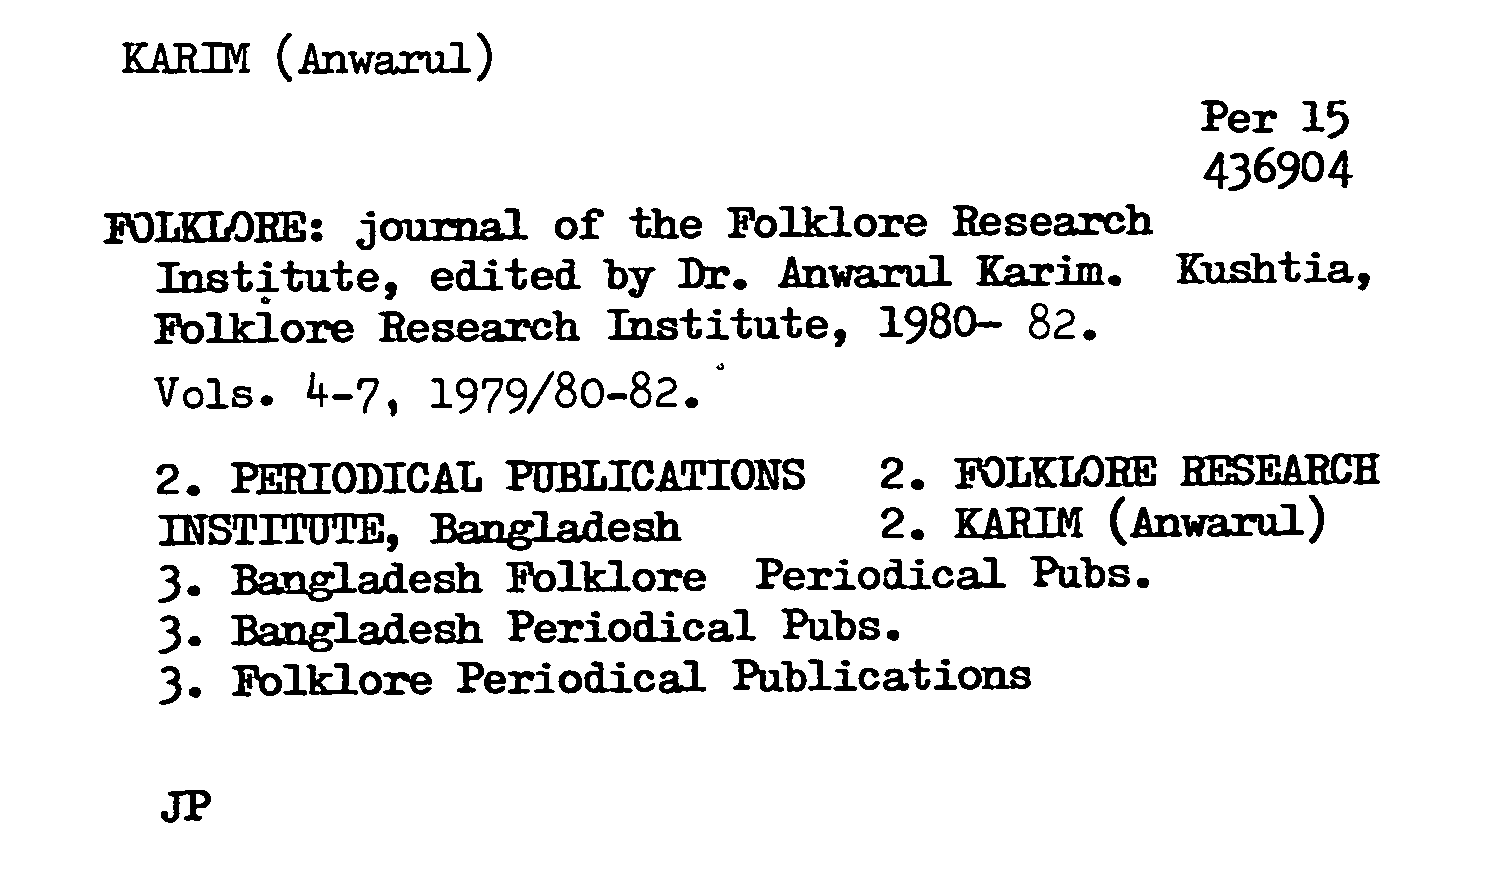 KARIM (Anwarul)
Per 15
436904
FOLKLORE: journal of the Folklore Research
Institute, edited by Dr. Anwarul Karim. Kushtia,
Folklore Research Institute, 1980- 82.
Vols. 4-7, 1979/80-82.
2. PERIODICAL PUBLICATIONS 2. FOLKLORE RESEARCH
INSTITUTE, Bangladesh 2. KARIM (Anwarul)
3. Bangladesh Folklore Periodical Pubs.
3. Bangladesh Periodical Pubs.
3. Folklore Periodical Publications
JP